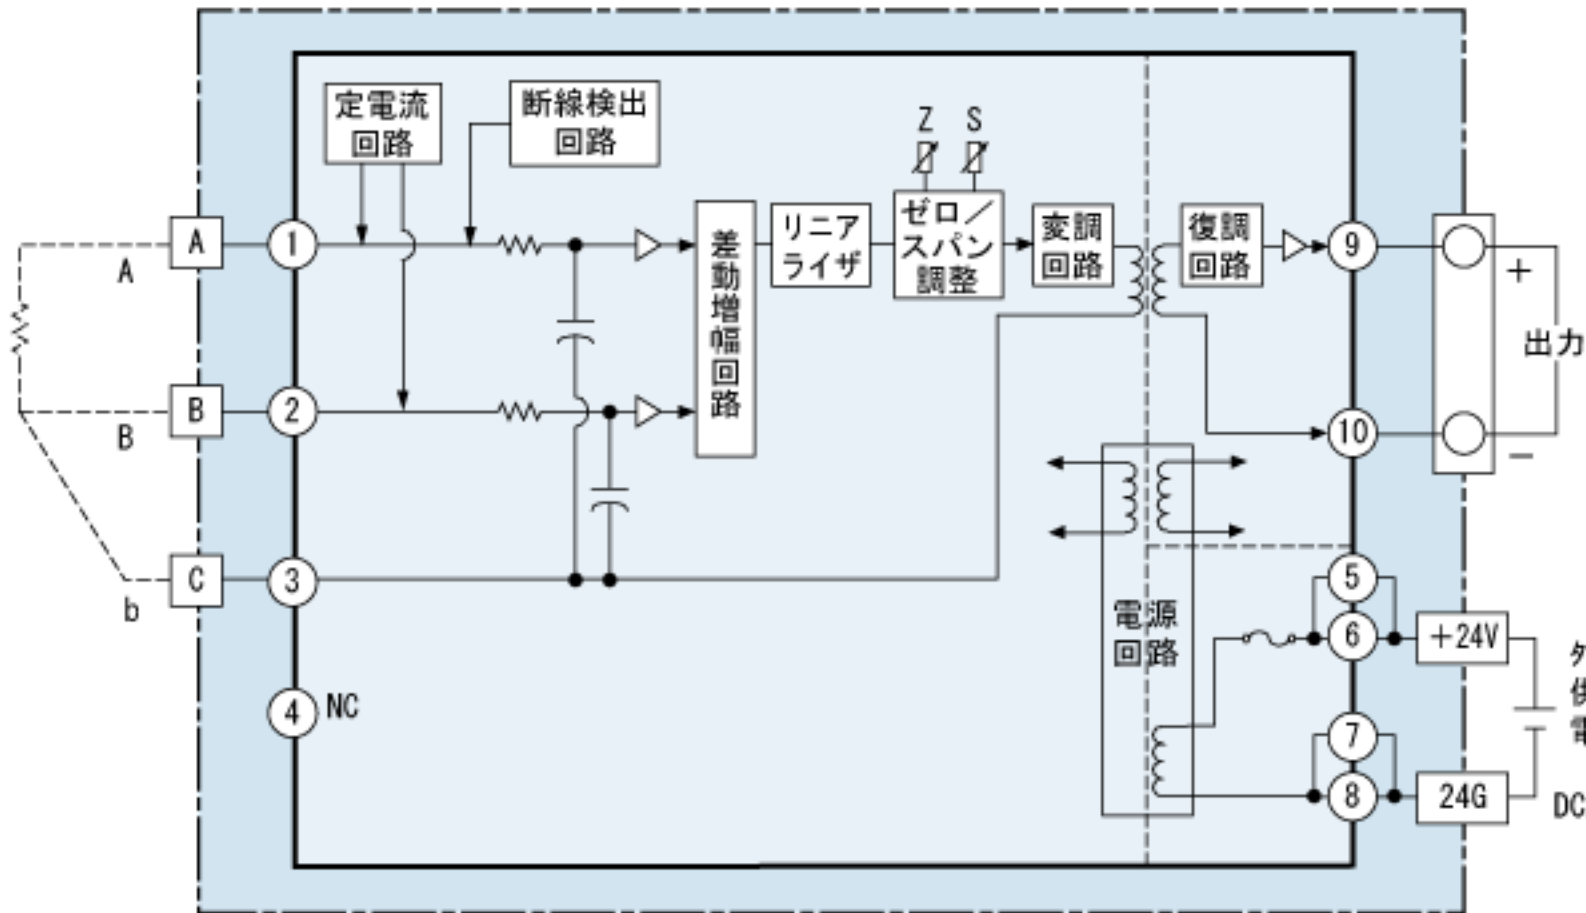 定電流
回路
断線検出
回路
Z
S
A
A
1
差動増幅回路
リニア
ライザ
ゼロ／
スパン
調整
変調
回路
復調
回路
9
+
出力
B
B
2
10
−
C
b
3
5
電源
回路
6
+24V
4
NC
7
8
24G
DC